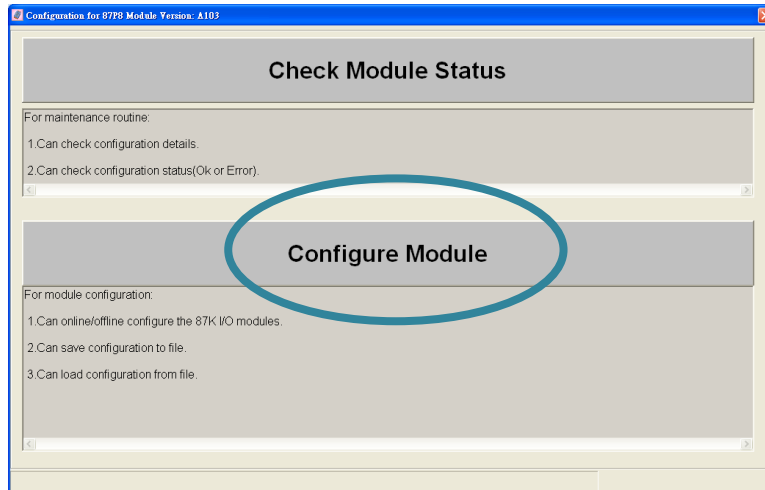 Configuration for 87P8 Module Version: A103
Check Module Status
For maintenance routine:
1.Can check configuration details.
2.Can check configuration status(Ok or Error).
Configure Module
For module configuration:
1.Can online/offline configure the 87K I/O modules.
2.Can save configuration to file.
3.Can load configuration from file.